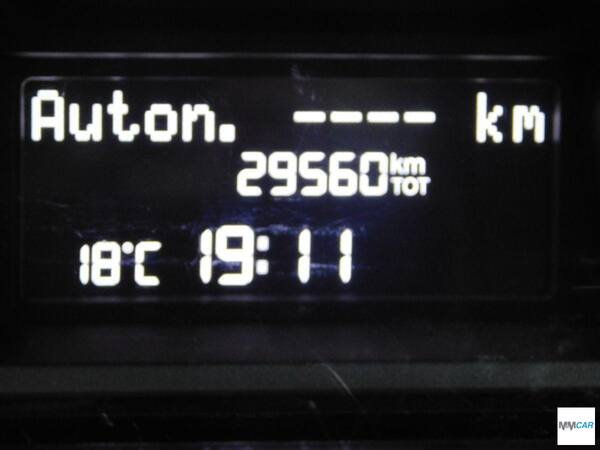 Auton. ---- km
29560 km TOT
18°C 19:11
MMCAR